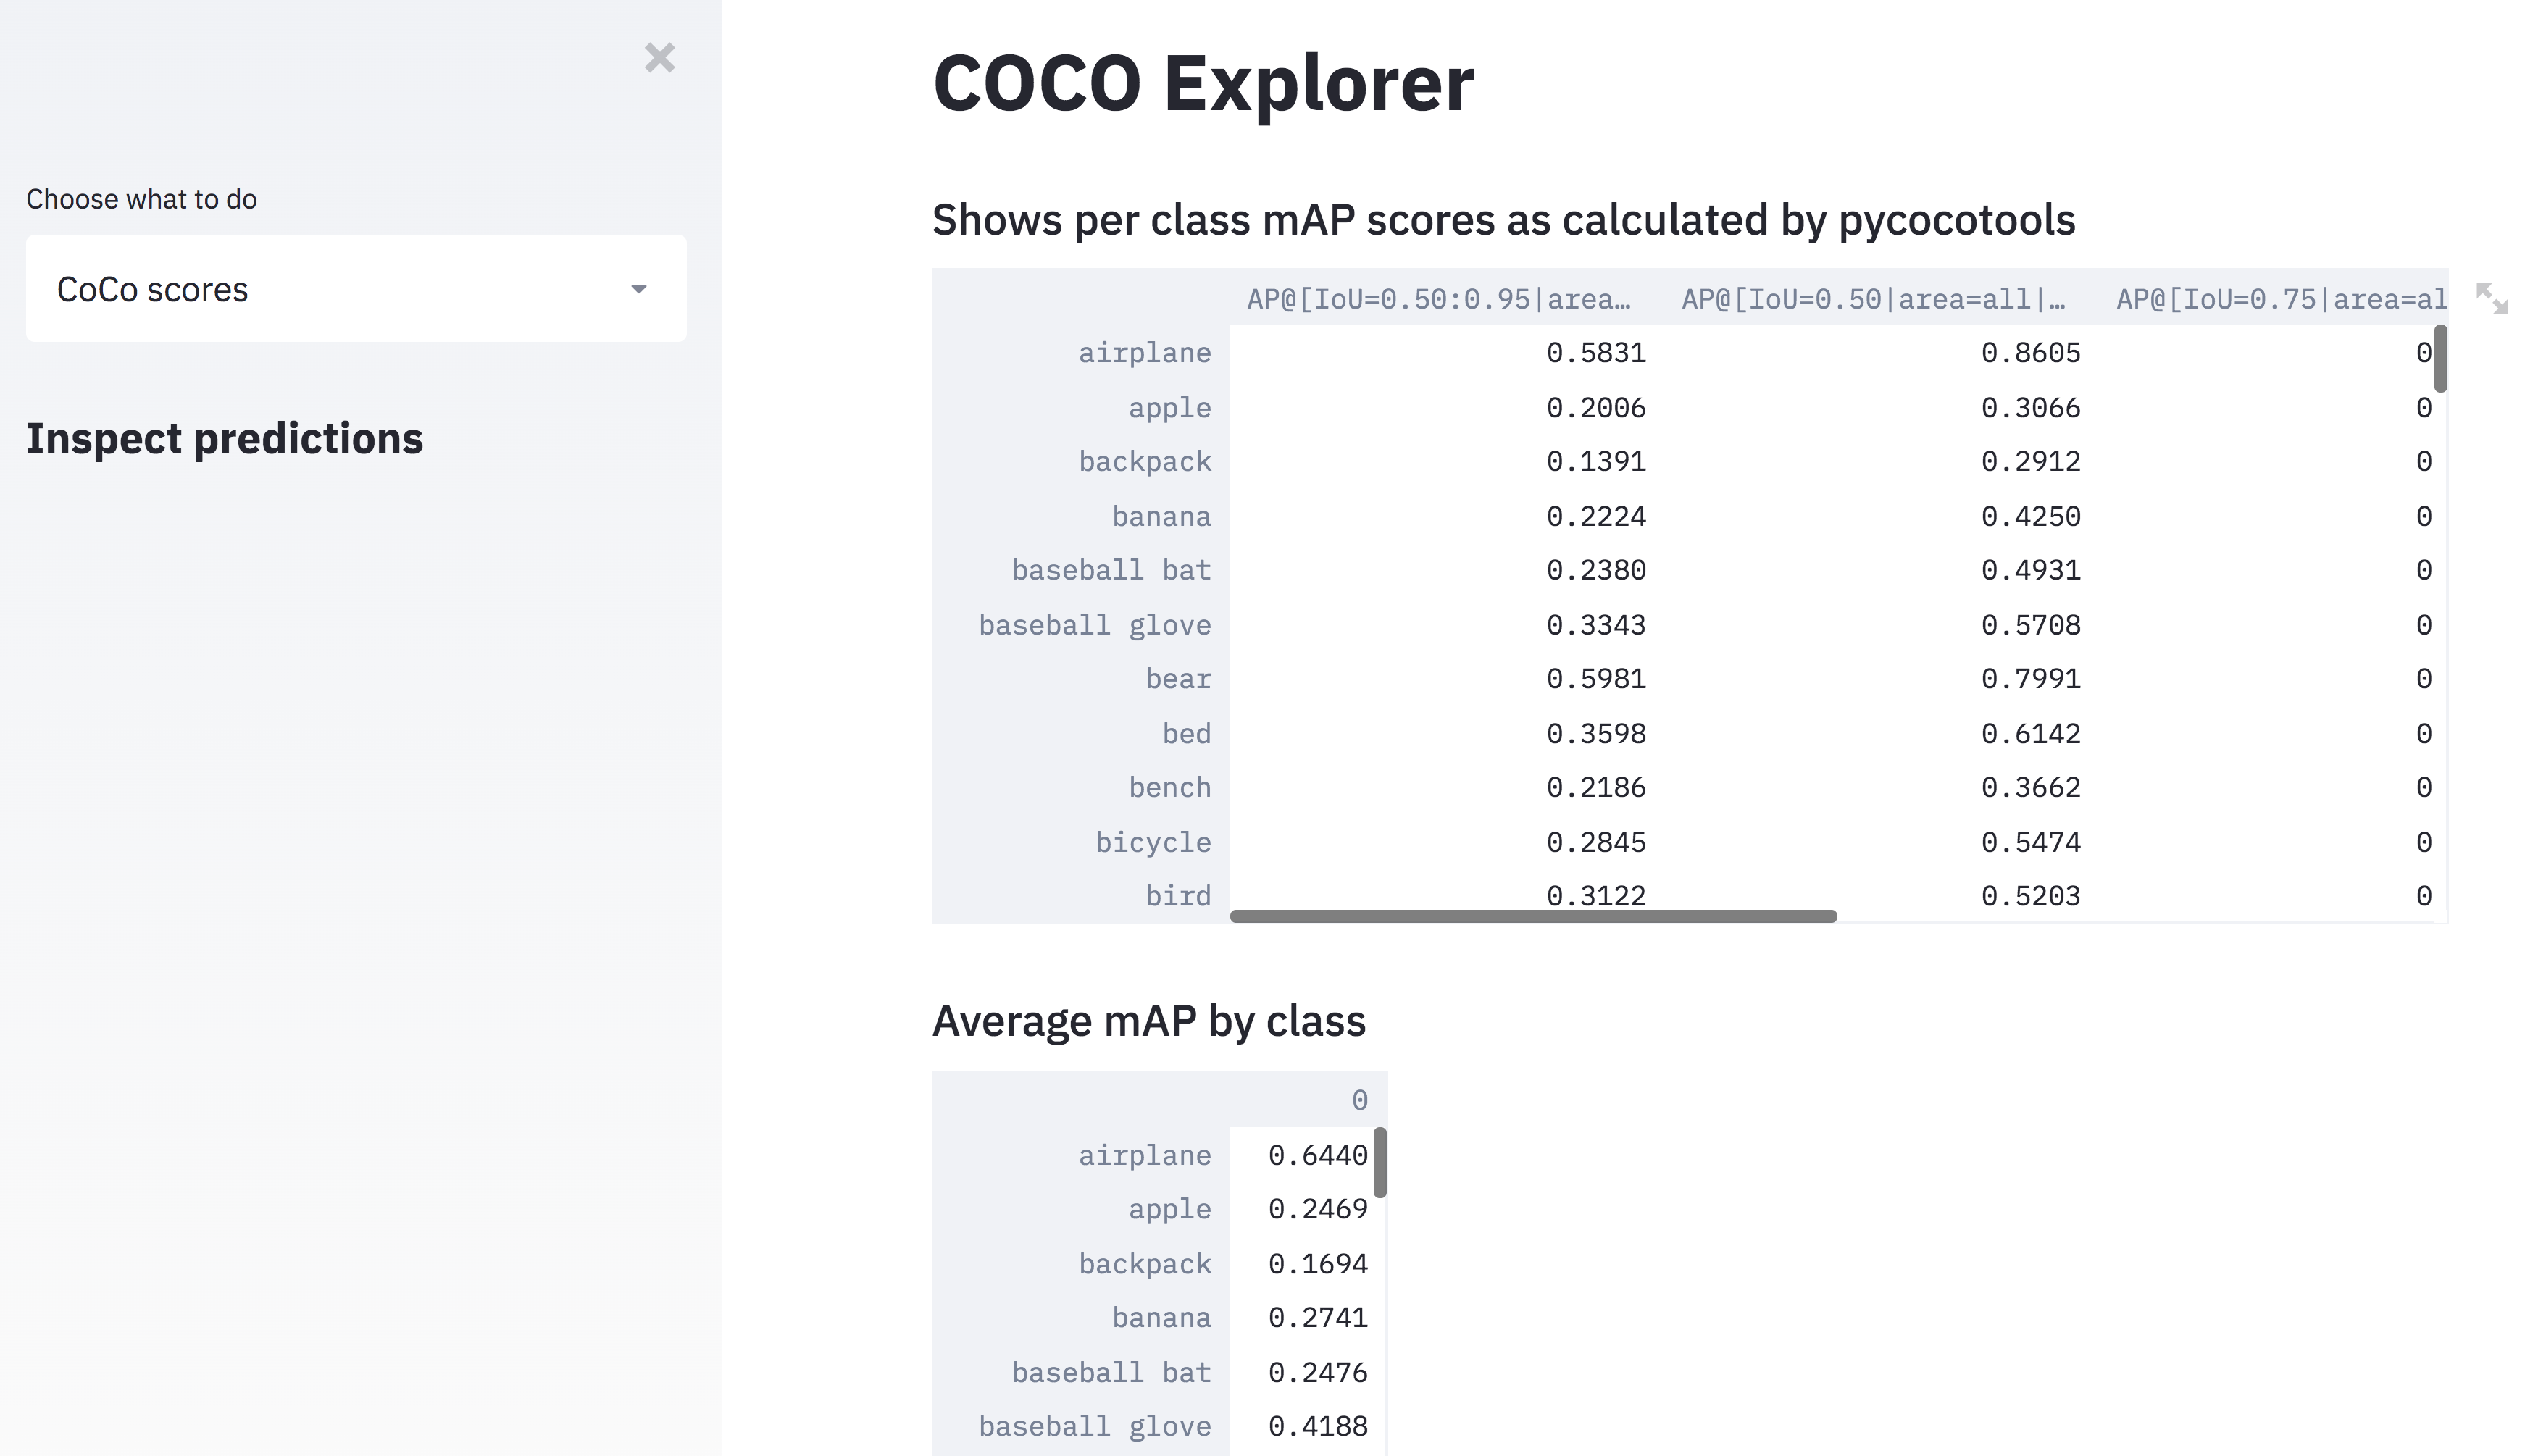 Choose what to do
CoCo scores
Inspect predictions
COCO Explorer
Shows per class mAP scores as calculated by pycocotools
AP@[IoU=0.50:0.95|area… AP@[IoU=0.50|area=all|… AP@[IoU=0.75|area=al
airplane 0.5831 0.8605 0
apple 0.2006 0.3066 0
backpack 0.1391 0.2912 0
banana 0.2224 0.4250 0
baseball bat 0.2380 0.4931 0
baseball glove 0.3343 0.5708 0
bear 0.5981 0.7991 0
bed 0.3598 0.6142 0
bench 0.2186 0.3662 0
bicycle 0.2845 0.5474 0
bird 0.3122 0.5203 0
Average mAP by class
0
airplane 0.6440
apple 0.2469
backpack 0.1694
banana 0.2741
baseball bat 0.2476
baseball glove 0.4188